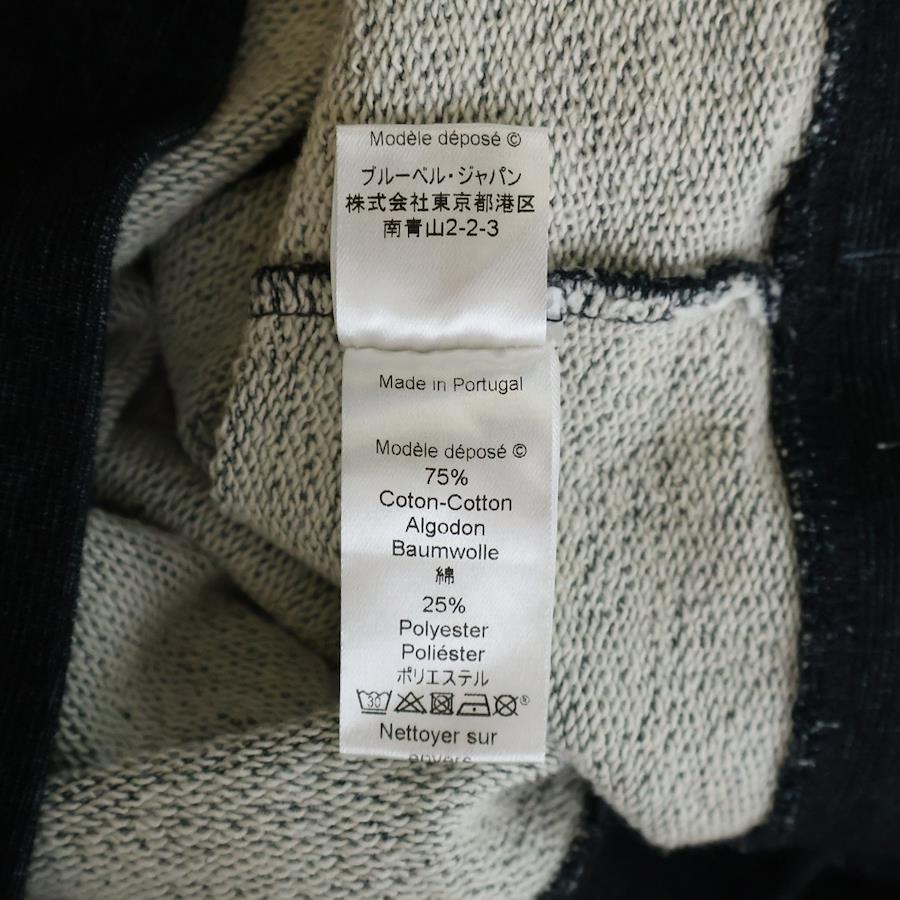 Modèle déposé ©
ブルーベル・ジャパン
株式会社東京都港区
南青山2-2-3
Made in Portugal
Modèle déposé ©
75%
Coton-Cotton
Algodon
Baumwolle
綿
25%
Polyester
Poliéster
ポリエステル
30
Nettoyer sur
envers